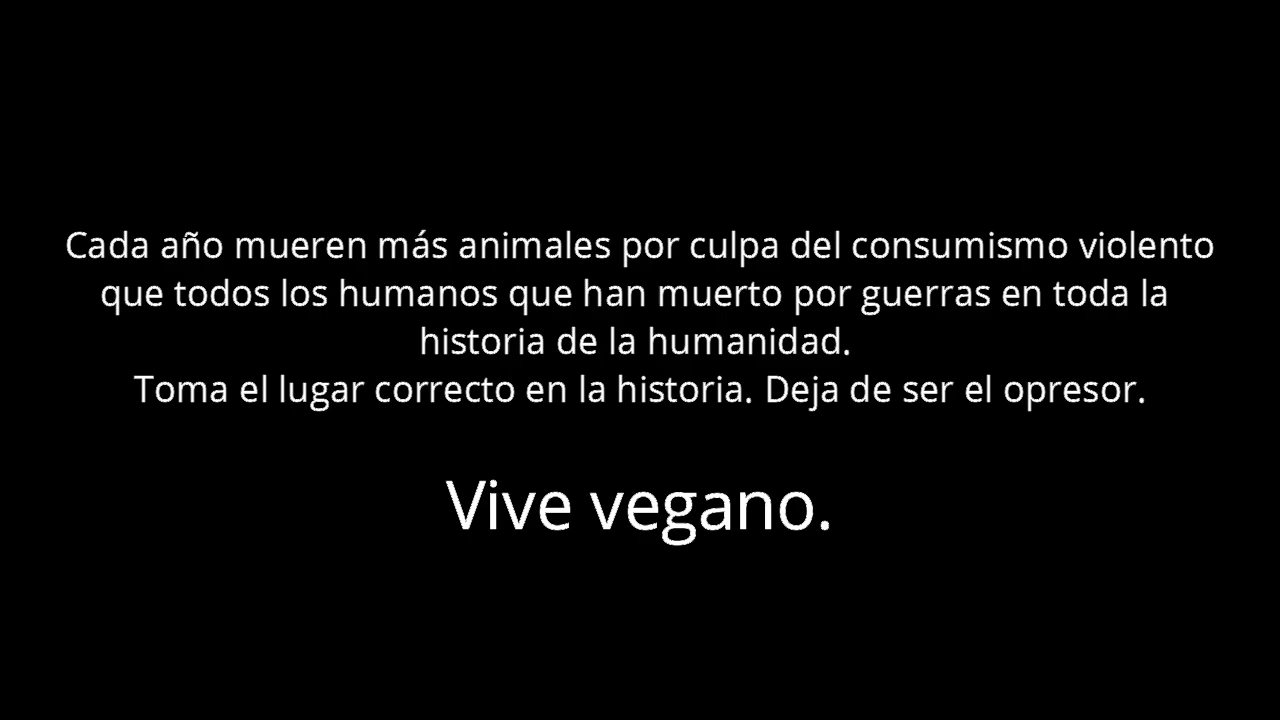 Cada año mueren más animales por culpa del consumismo violento
que todos los humanos que han muerto por guerras en toda la
historia de la humanidad.
Toma el lugar correcto en la historia. Deja de ser el opresor.
Vive vegano.